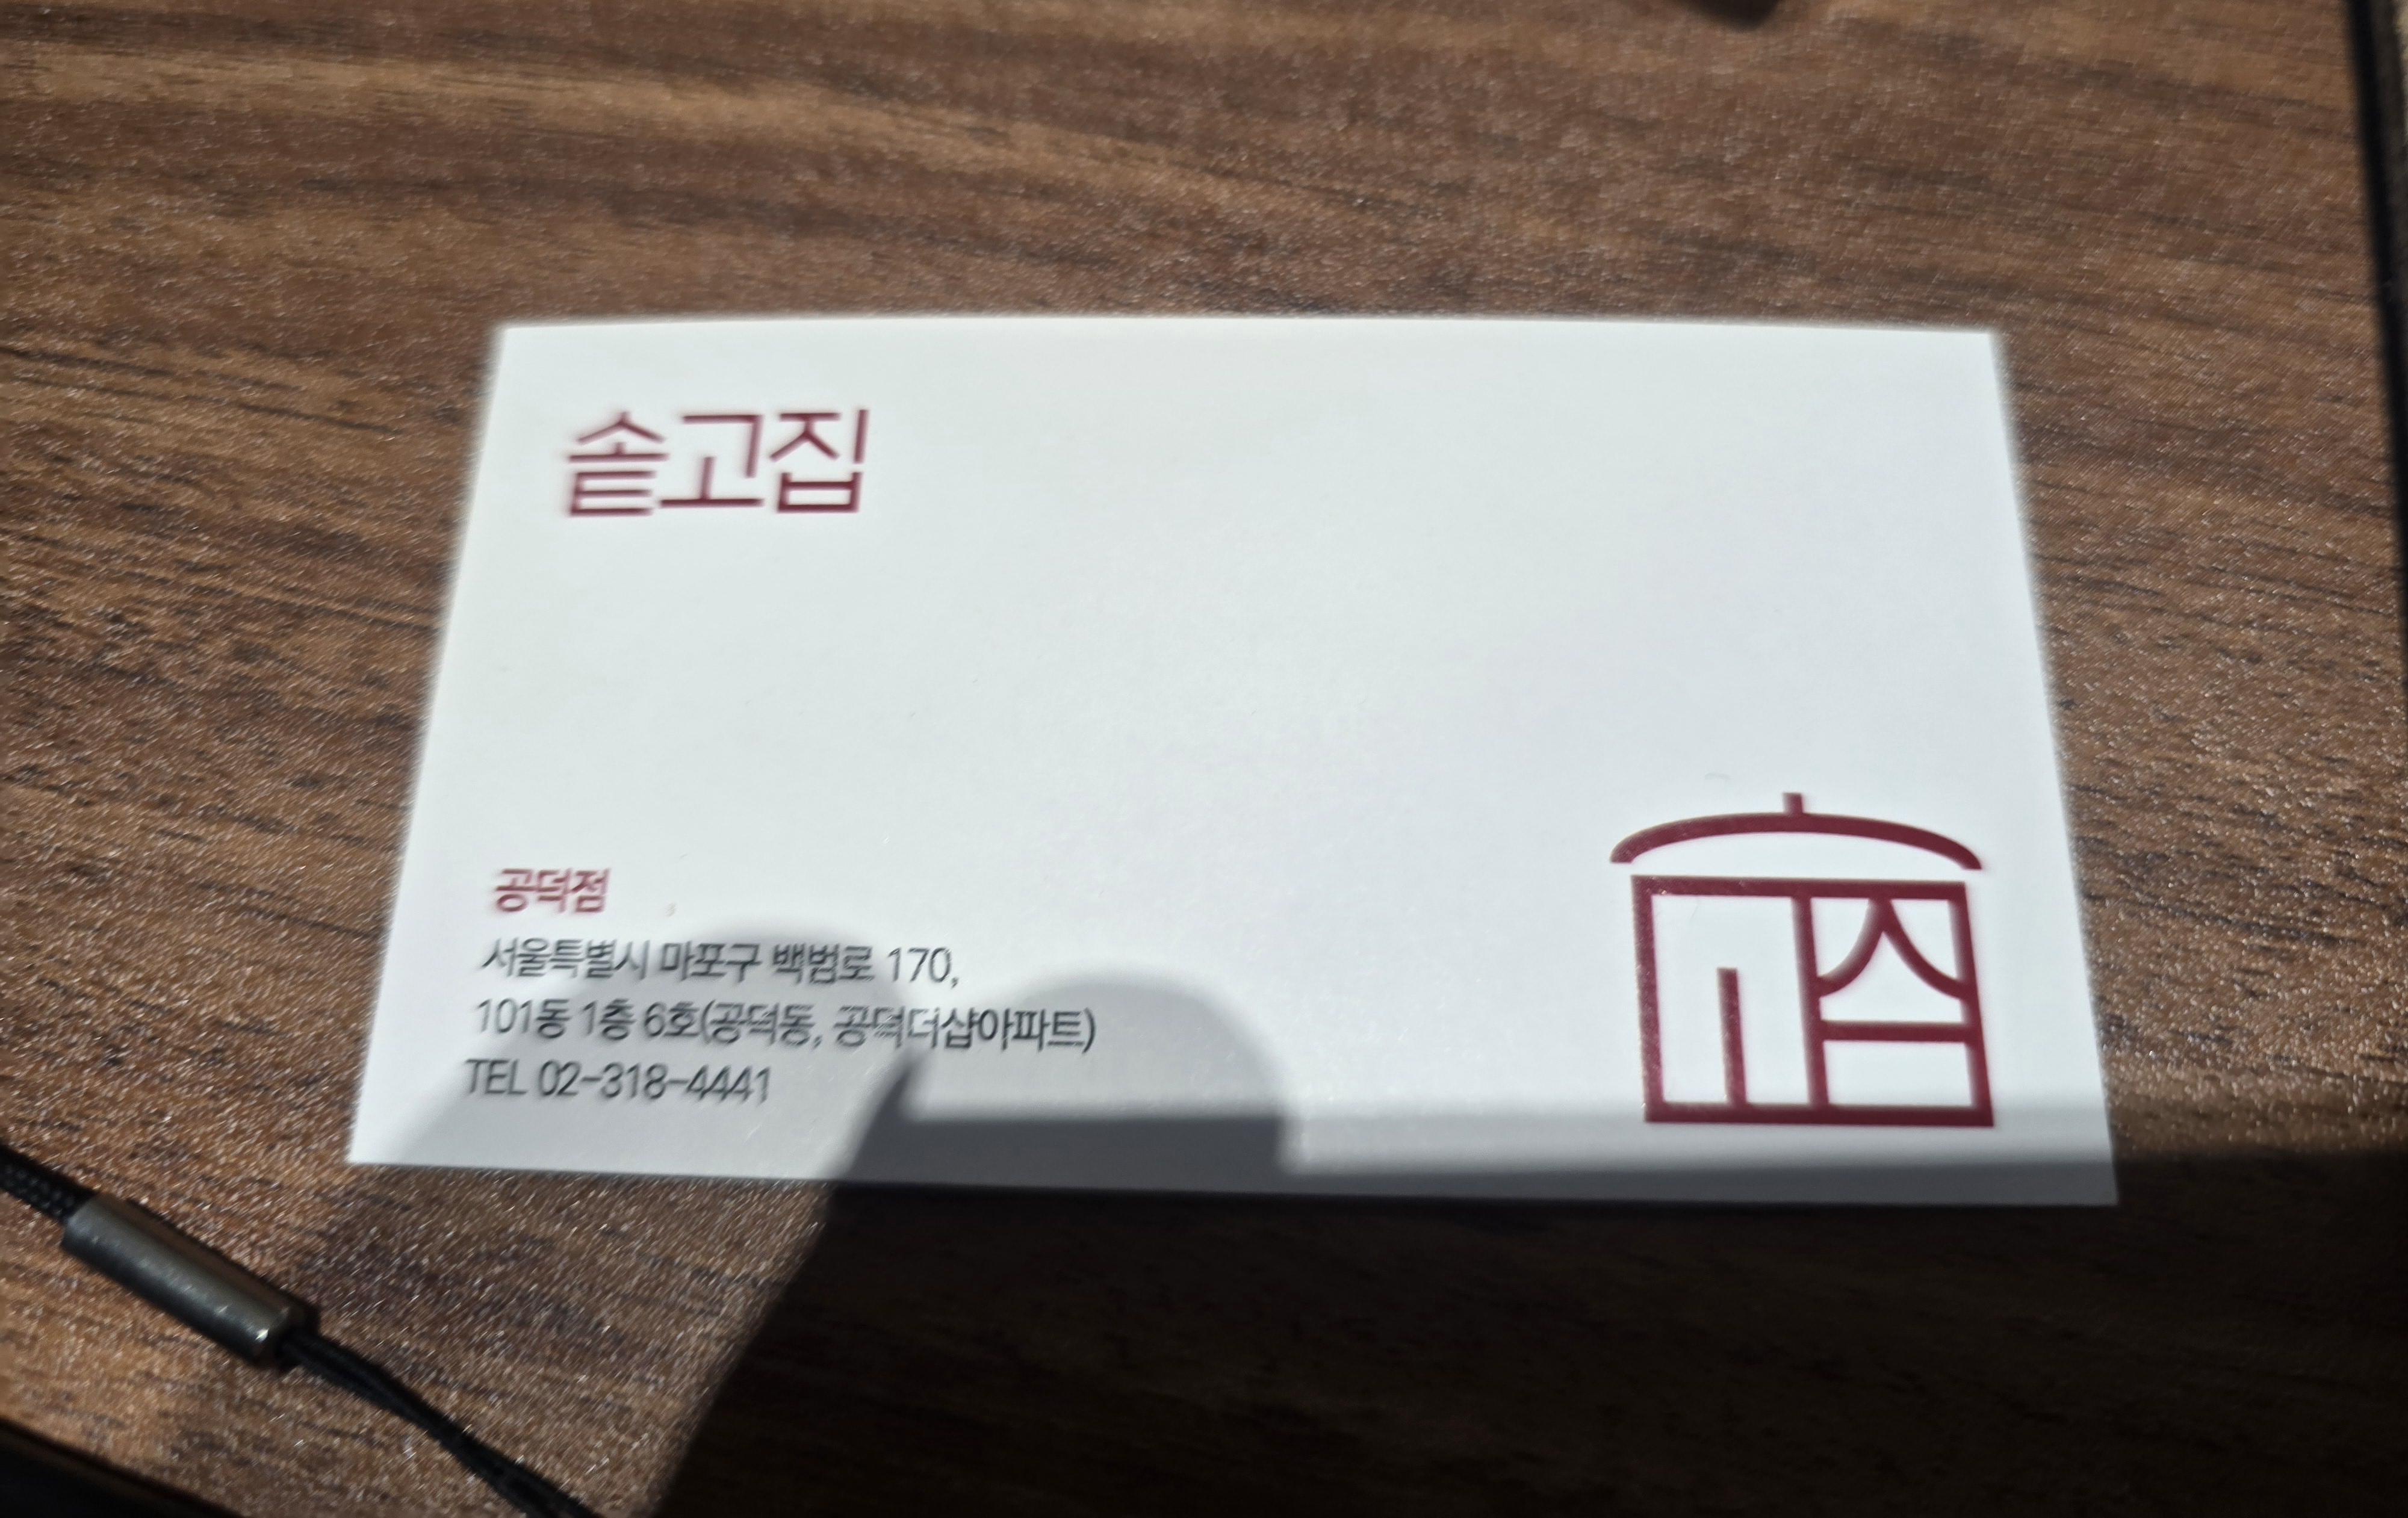 솥고집
공덕점
서울특별시 마포구 백범로 170,
101동 1층 6호(공덕동, 공덕더샵아파트)
TEL 02-318-4441
고집